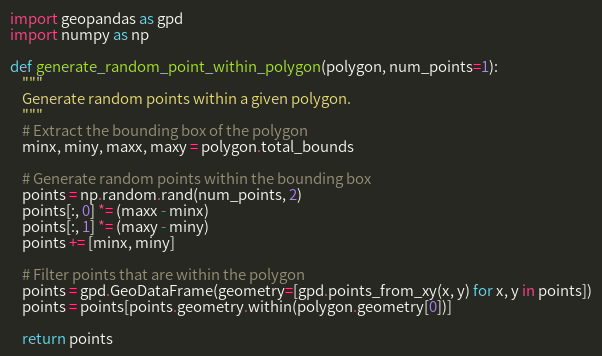 import geopandas as gpd
import numpy as np
def generate_random_point_within_polygon(polygon, num_points=1):
"""
Generate random points within a given polygon.
"""
# Extract the bounding box of the polygon
minx, miny, maxx, maxy = polygon.total_bounds
# Generate random points within the bounding box
points = np.random.rand(num_points, 2)
points[:, 0] *= (maxx - minx)
points[:, 1] *= (maxy - miny)
points += [minx, miny]
# Filter points that are within the polygon
points = gpd.GeoDataFrame(geometry=[gpd.points_from_xy(x, y) for x, y in points])
points = points[points.geometry.within(polygon.geometry[0])]
return points